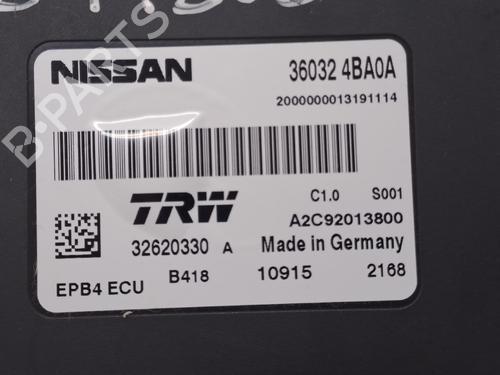 NISSAN 36032 4BA0A
2000000013191114
TRW C1.0 S001
A2C92013800
32620330 A Made in Germany
EPB4 ECU B418 10915 2168
B-PARTS